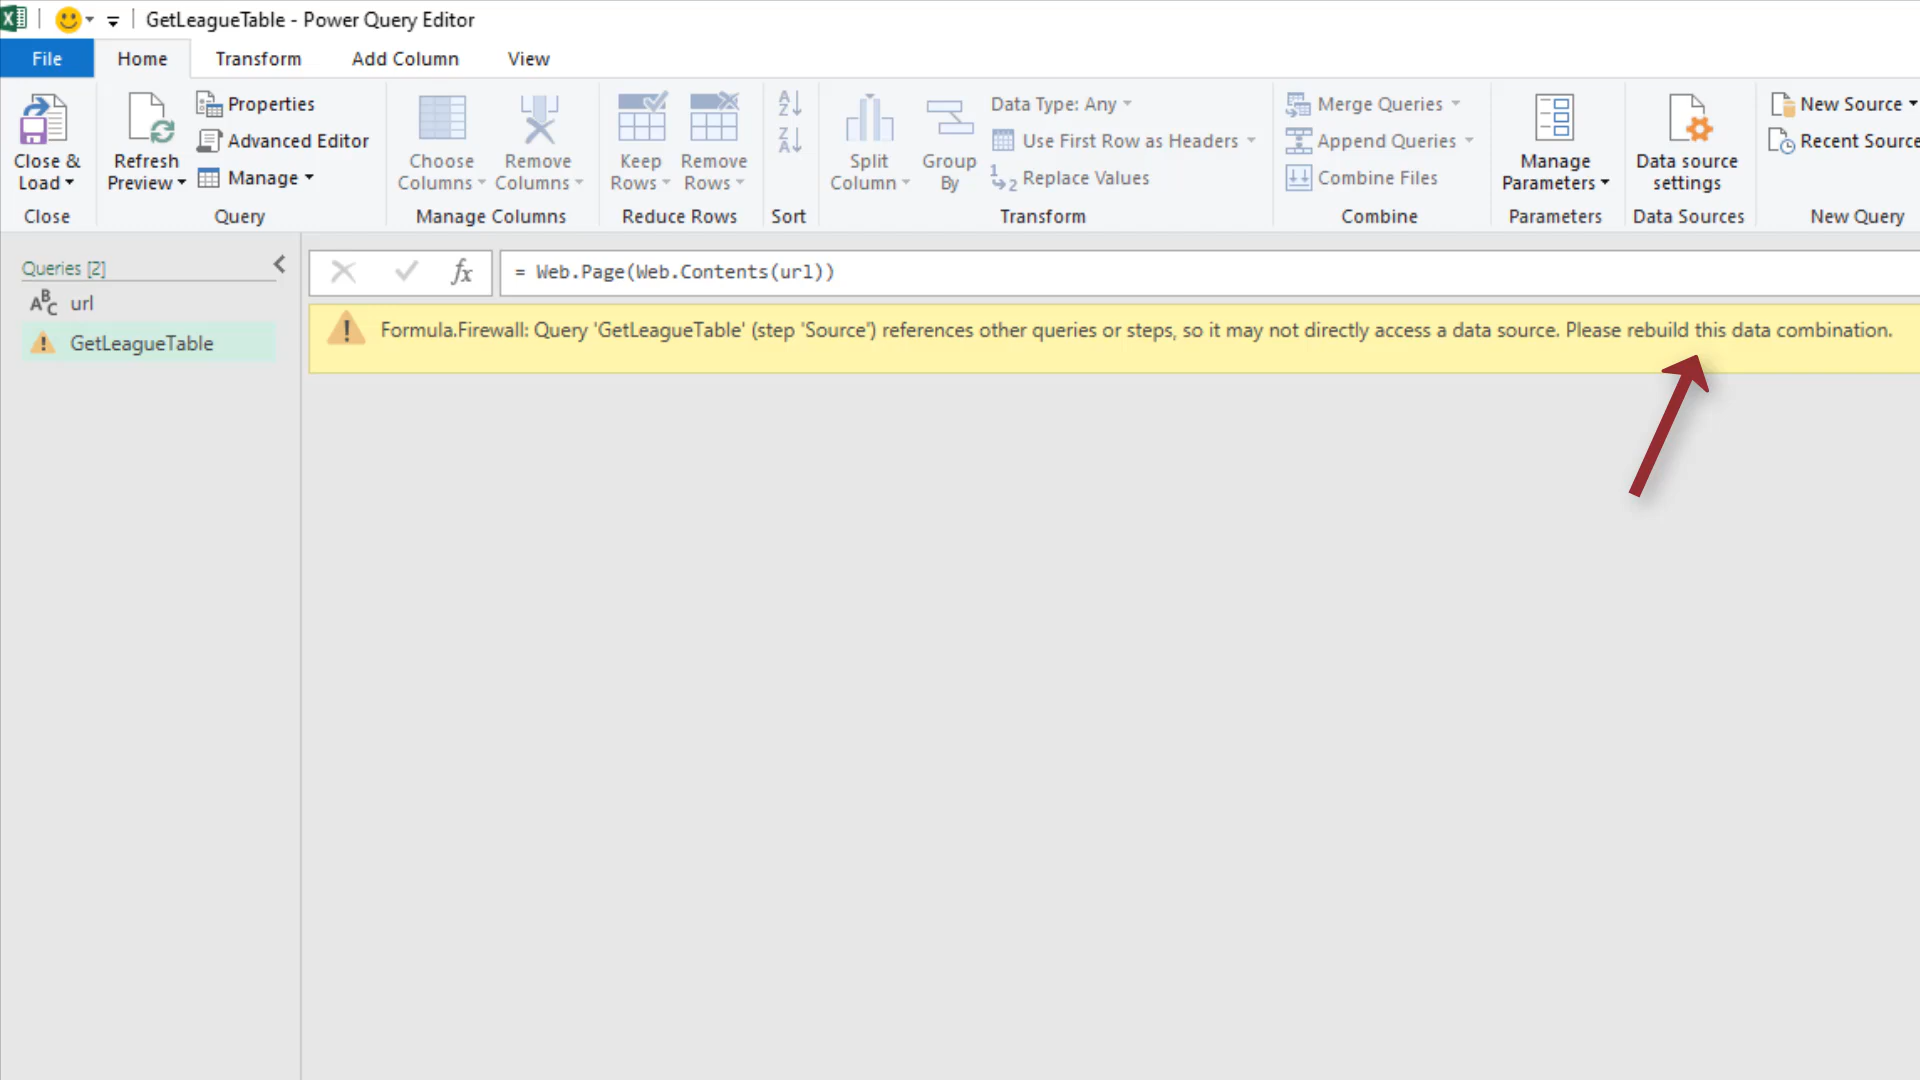 GetLeagueTable - Power Query Editor
File Home Transform Add Column View
Close & Load
Refresh Preview
Properties
Advanced Editor
Manage
Choose Columns
Remove Columns
Keep Rows
Remove Rows
A Z
Z A
Split Column
Group By
Data Type: Any
Use First Row as Headers
1 2 Replace Values
Merge Queries
Append Queries
Combine Files
Manage Parameters
Data source settings
New Source
Recent Source
Close Query Manage Columns Reduce Rows Sort Transform Combine Parameters Data Sources New Query
Queries [2]
fx
= Web.Page(Web.Contents(url))
ABC url
GetLeagueTable
Formula.Firewall: Query 'GetLeagueTable' (step 'Source') references other queries or steps, so it may not directly access a data source. Please rebuild this data combination.